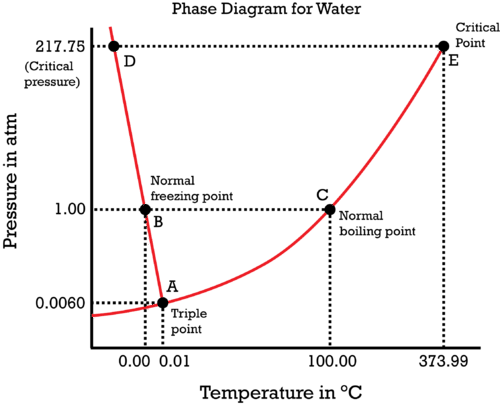 Phase Diagram for Water
Critical
Point
217.75
(Critical
pressure)
D
E
Normal
freezing point
C
1.00
B
Normal
boiling point
A
0.0060
Triple
point
0.00 0.01 100.00 373.99
Pressure in atm
Temperature in °C